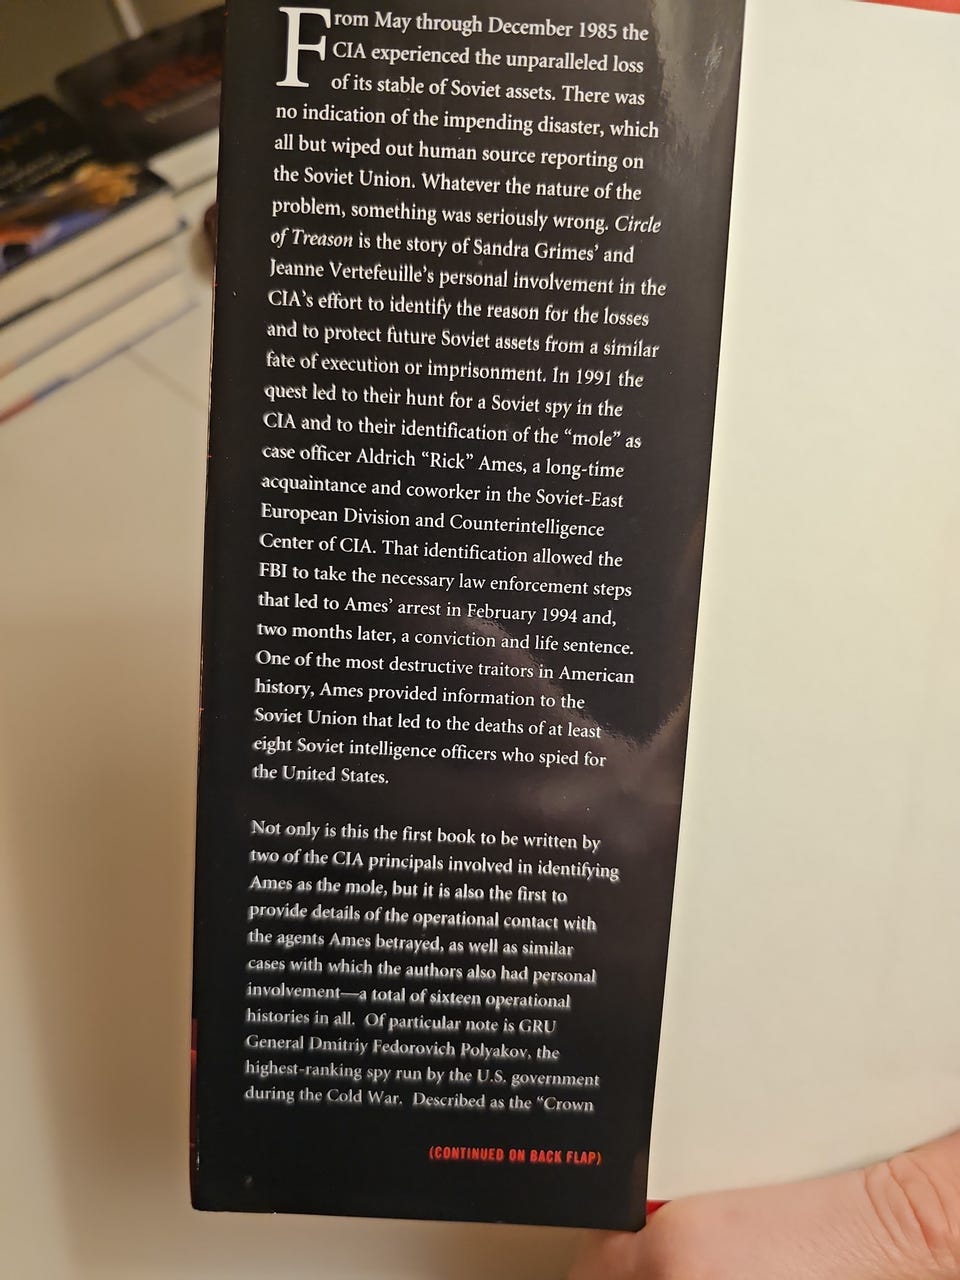 From May through December 1985 the
CIA experienced the unparalleled loss
of its stable of Soviet assets. There was
no indication of the impending disaster, which
all but wiped out human source reporting on
the Soviet Union. Whatever the nature of the
problem, something was seriously wrong. Circle
of Treason is the story of Sandra Grimes’ and
Jeanne Vertefeuille’s personal involvement in the
CIA’s effort to identify the reason for the losses
and to protect future Soviet assets from a similar
fate of execution or imprisonment. In 1991 the
quest led to their hunt for a Soviet spy in the
CIA and to their identification of the “mole” as
case officer Aldrich “Rick” Ames, a long-time
acquaintance and coworker in the Soviet-East
European Division and Counterintelligence
Center of CIA. That identification allowed the
FBI to take the necessary law enforcement steps
that led to Ames’ arrest in February 1994 and,
two months later, a conviction and life sentence.
One of the most destructive traitors in American
history, Ames provided information to the
Soviet Union that led to the deaths of at least
eight Soviet intelligence officers who spied for
the United States.
Not only is this the first book to be written by
two of the CIA principals involved in identifying
Ames as the mole, but it is also the first to
provide details of the operational contact with
the agents Ames betrayed, as well as similar
cases with which the authors also had personal
involvement—a total of sixteen operational
histories in all. Of particular note is GRU
General Dmitriy Fedorovich Polyakov, the
highest-ranking spy run by the U.S. government
during the Cold War. Described as the “Crown
(CONTINUED ON BACK FLAP)